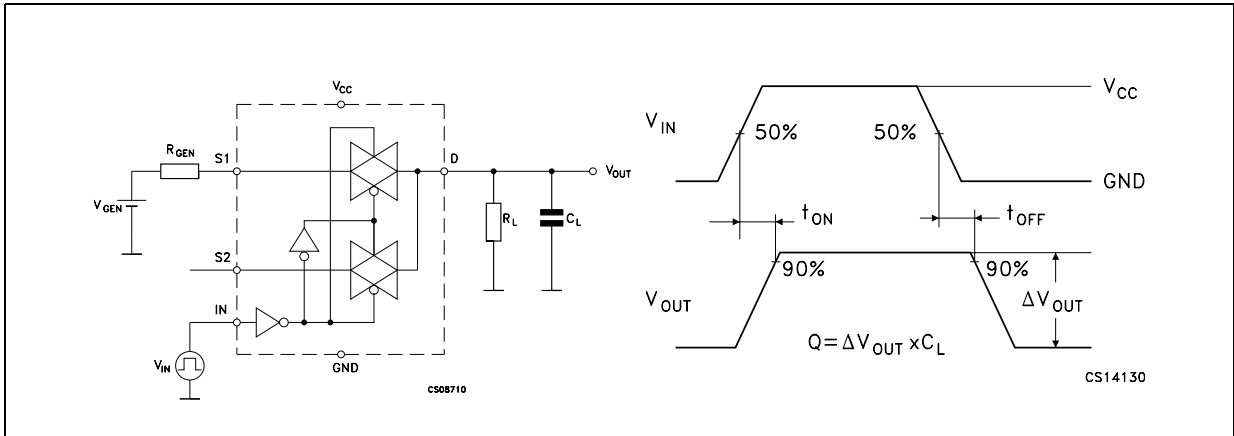 VCC
RGEN
S1
D
VOUT
VGEN
RL
CL
S2
IN
VIN
GND
CS08710
VCC
VIN
50%
50%
GND
tON
tOFF
90%
90%
VOUT
ΔVOUT
Q=ΔVOUT xCL
CS14130